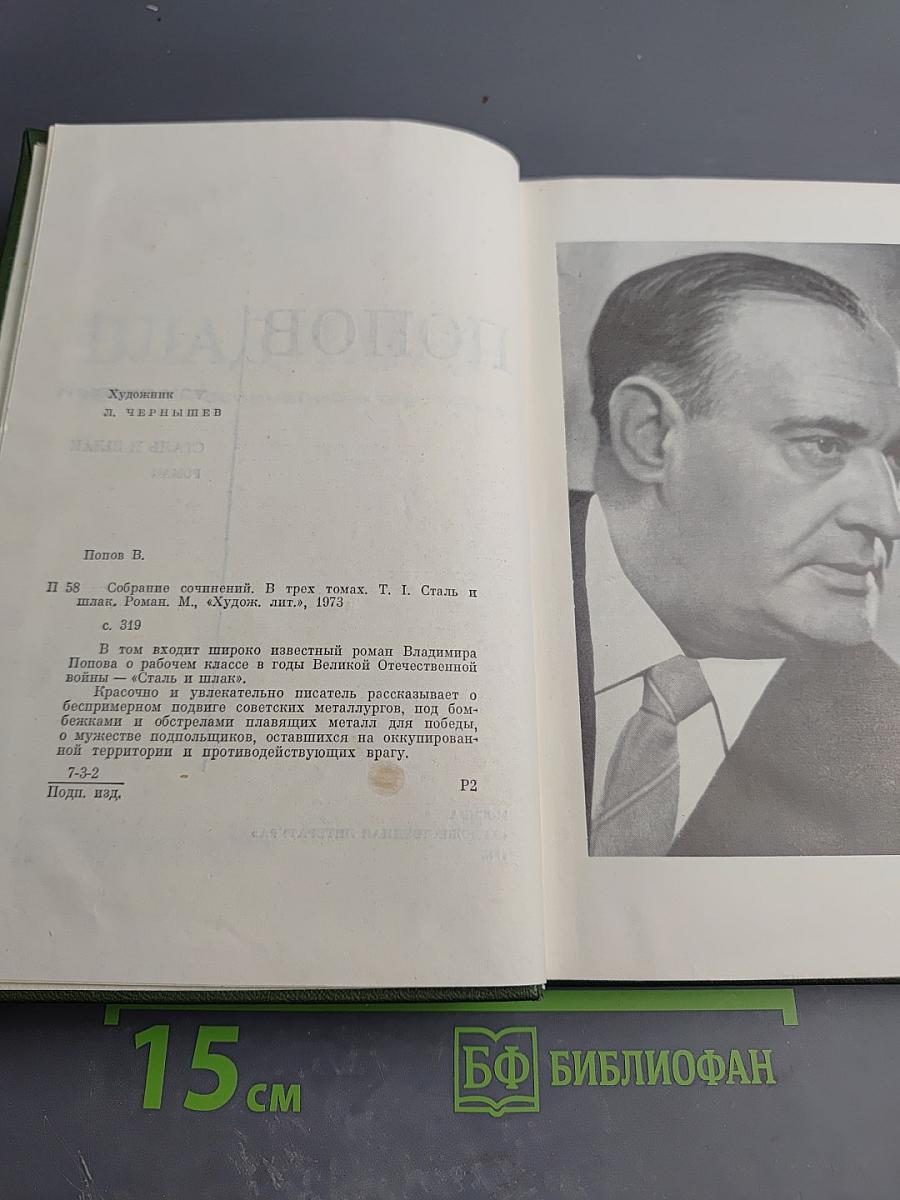 Художник
Л. ЧЕРНЫШЕВ
Попов В.
П 58 Собрание сочинений. В трех томах. Т. I. Сталь и
шлак. Роман. М., «Худож. лит.», 1973
с. 319
В том входит широко известный роман Владимира
Попова о рабочем классе в годы Великой Отечественной
войны — «Сталь и шлак».
Красочно и увлекательно писатель рассказывает о
беспримерном подвиге советских металлургов, под бом-
бежками и обстрелами плавящих металл для победы,
о мужестве подпольщиков, оставшихся на оккупирован-
ной территории и противодействующих врагу.
7-3-2
Подп. изд.
Р2
15 см
БФ БИБЛИОФАН